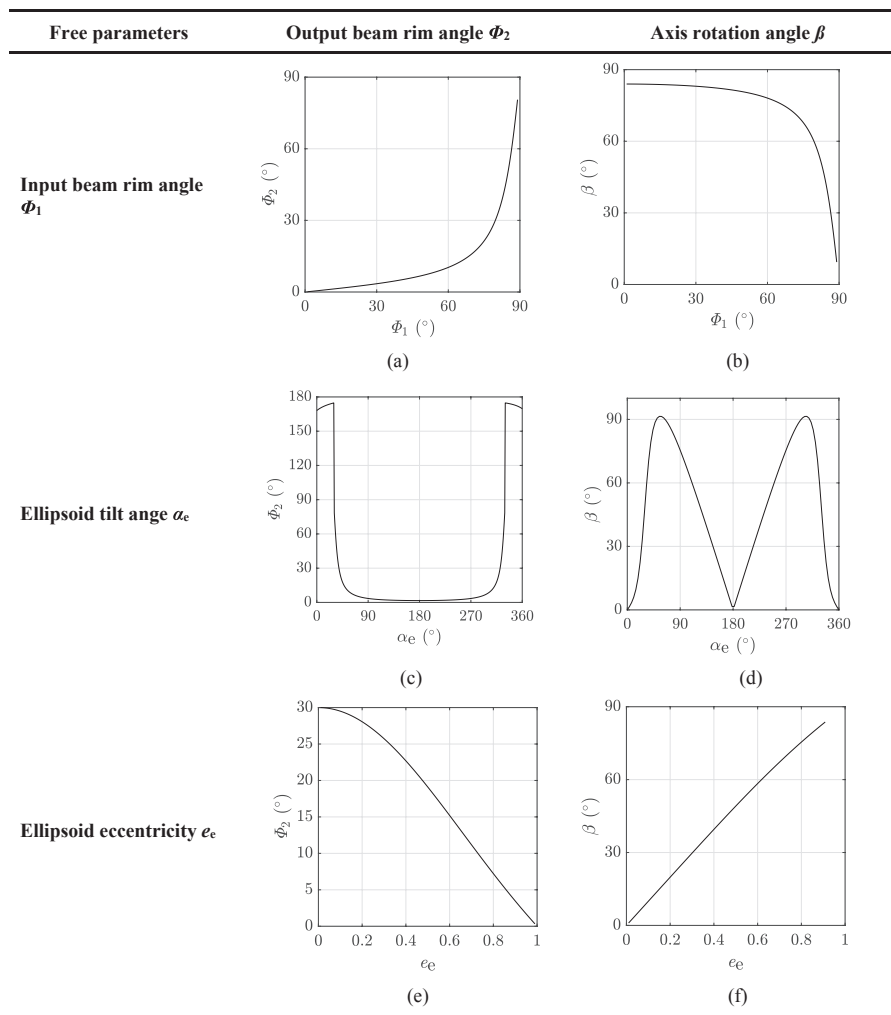 Free parameters Output beam rim angle Φ2 Axis rotation angle β
Input beam rim angle
Φ1
90
60
30
0
Φ2 (°)
0 30 60 90
Φ1 (°)
(a)
90
60
30
0
β (°)
0 30 60 90
Φ1 (°)
(b)
Ellipsoid tilt ange αe
180
150
120
90
60
30
0
Φ2 (°)
0 90 180 270 360
αe (°)
(c)
90
60
30
0
β (°)
0 90 180 270 360
αe (°)
(d)
Ellipsoid eccentricity ee
30
25
20
15
10
5
0
Φ2 (°)
0 0.2 0.4 0.6 0.8 1
ee
(e)
90
60
30
0
β (°)
0 0.2 0.4 0.6 0.8 1
ee
(f)